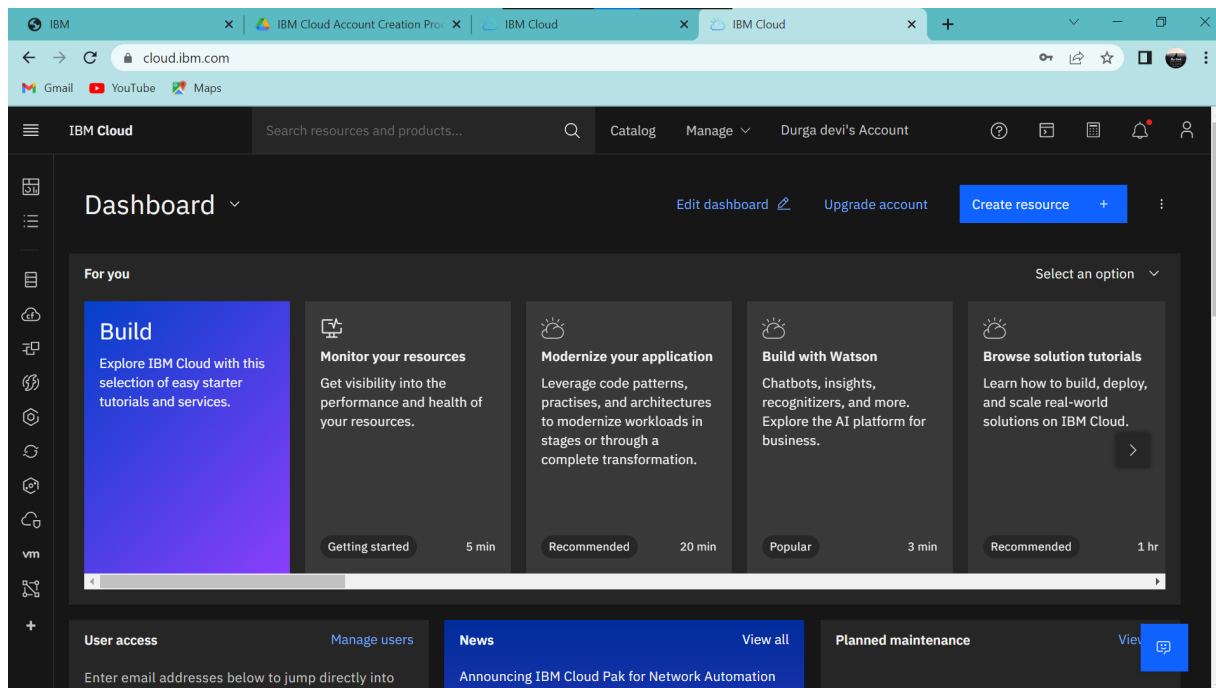 IBM
IBM Cloud Account Creation Proc
IBM Cloud
IBM Cloud
cloud.ibm.com
Gmail
YouTube
Maps
IBM Cloud
Search resources and products...
Catalog
Manage
Durga devi's Account
Dashboard
Edit dashboard
Upgrade account
Create resource +
For you
Select an option
Build
Explore IBM Cloud with this
selection of easy starter
tutorials and services.
Monitor your resources
Get visibility into the
performance and health of
your resources.
Getting started
5 min
Modernize your application
Leverage code patterns,
practises, and architectures
to modernize workloads in
stages or through a
complete transformation.
Recommended
20 min
Build with Watson
Chatbots, insights,
recognitizers, and more.
Explore the AI platform for
business.
Popular
3 min
Browse solution tutorials
Learn how to build, deploy,
and scale real-world
solutions on IBM Cloud.
Recommended
1 hr
vm
User access
Manage users
Enter email addresses below to jump directly into
News
View all
Announcing IBM Cloud Pak for Network Automation
Planned maintenance